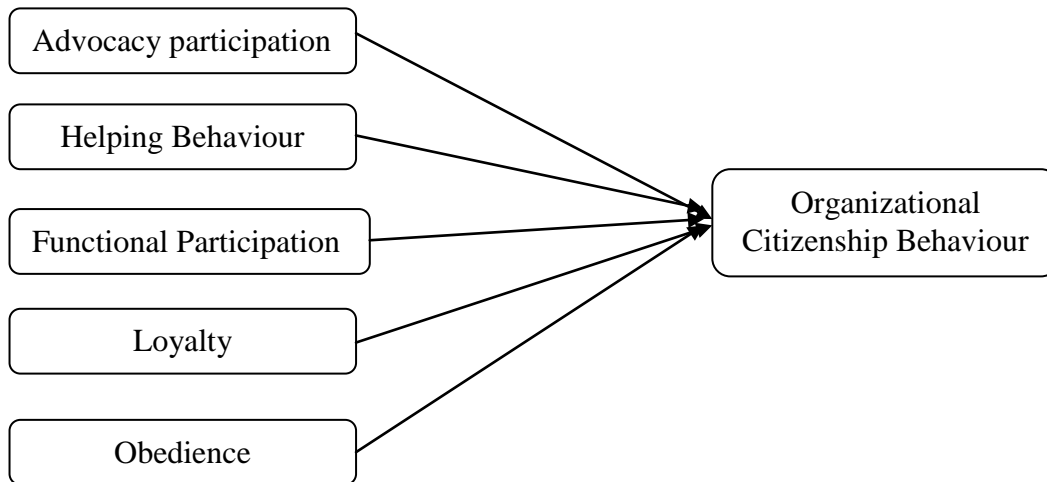 Advocacy participation
Helping Behaviour
Functional Participation
Loyalty
Obedience
Organizational
Citizenship Behaviour